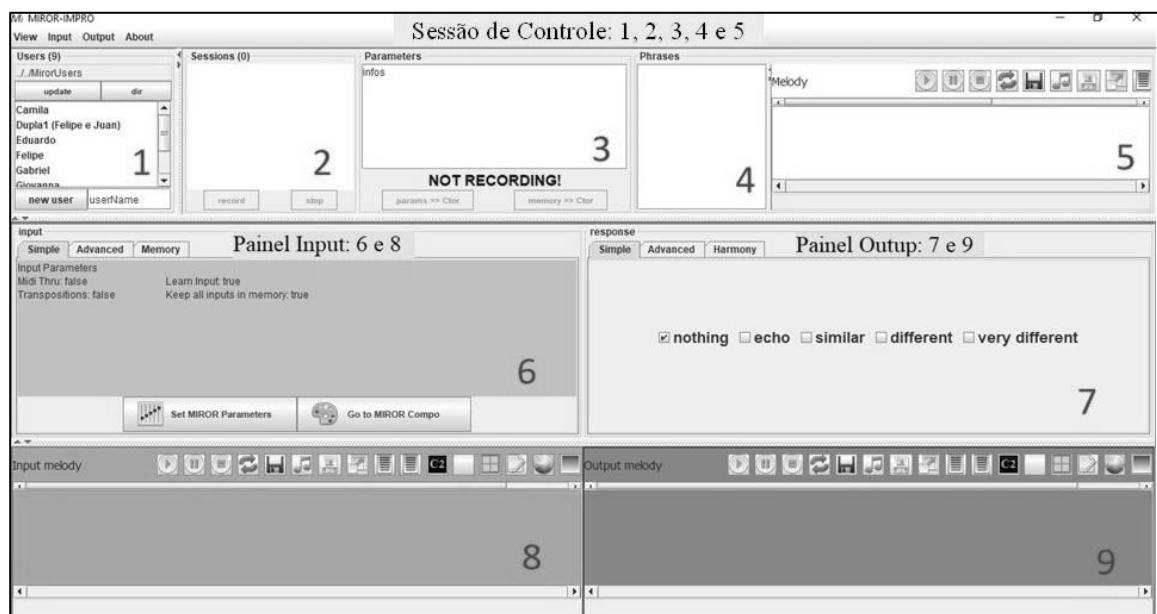 MIROR-IMPRO
Sessão de Controle: 1, 2, 3, 4 e 5
View Input Output About
Users (9)
../../MirorUsers
update dir
Camila
Dupla1 (Felipe e Juan)
Eduardo
Felipe
Gabriel
Giovanna
1
new user userName
Sessions (0)
2
record stop
Parameters
infos
3
NOT RECORDING!
params => Ctor memory => Ctor
Phrases
4
Melody
5
input
Simple Advanced Memory
Painel Input: 6 e 8
Input Parameters
Midi Thru: false Learn Input: true
Transpositions: false Keep all inputs in memory: true
6
Set MIROR Parameters Go to MIROR Compo
response
Simple Advanced Harmony
Painel Outup: 7 e 9
nothing echo similar different very different
7
Input melody C2
8
Output melody C2
9